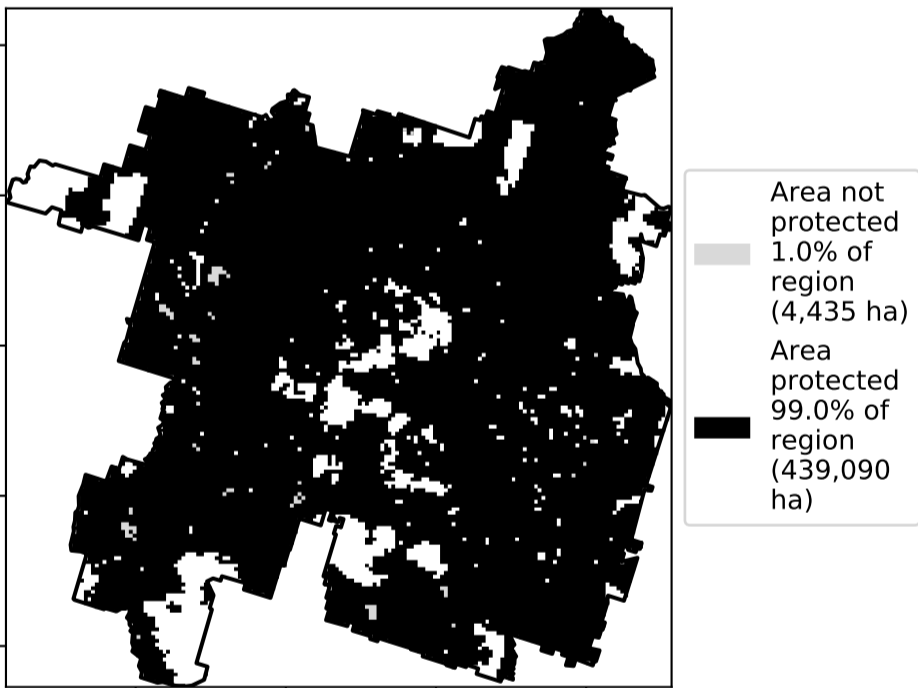 Area not
protected
1.0% of
region
(4,435 ha)
Area
protected
99.0% of
region
(439,090
ha)